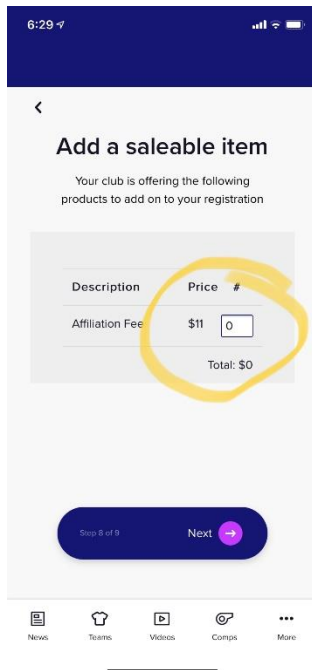 6:29
Add a saleable item
Your club is offering the following
products to add on to your registration
Description Price #
Affiliation Fee $11 0
Total: $0
Step 8 of 9 Next
News Teams Videos Comps More